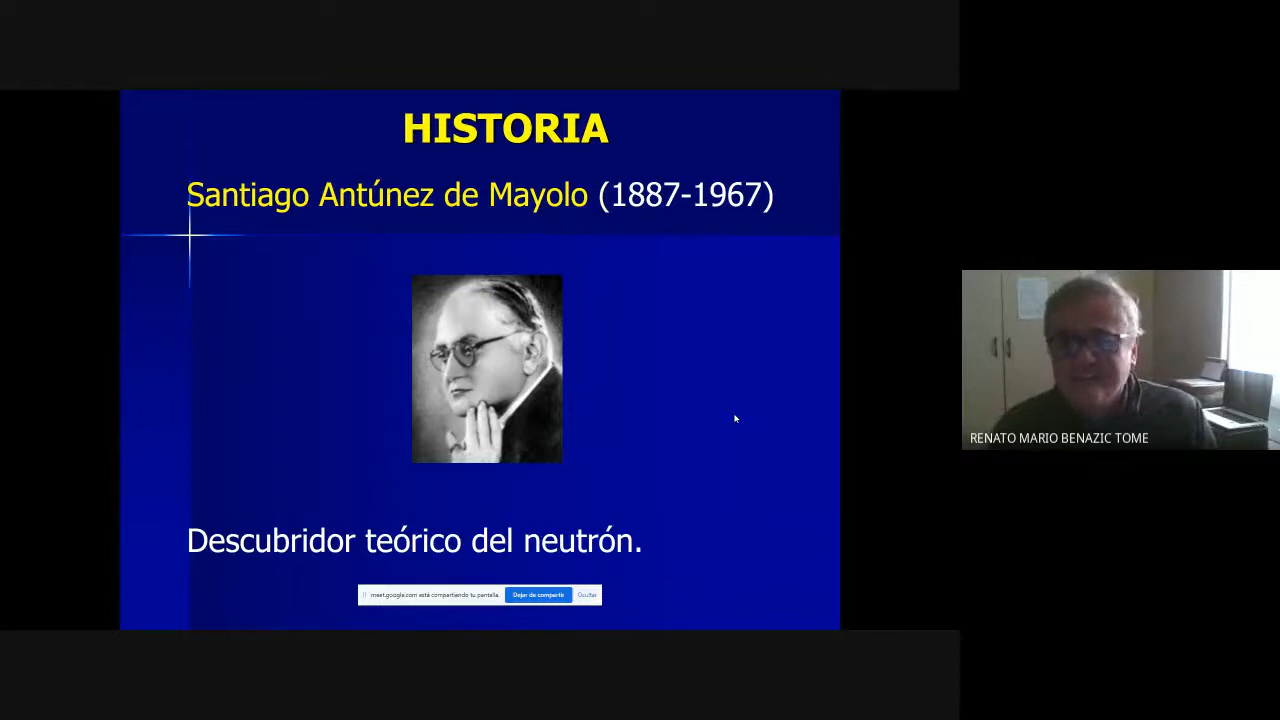 HISTORIA
Santiago Antúnez de Mayolo (1887-1967)
Descubridor teórico del neutrón.
meet.google.com está compartiendo tu pantalla. Dejar de compartir Ocultar
RENATO MARIO BENAZIC TOME